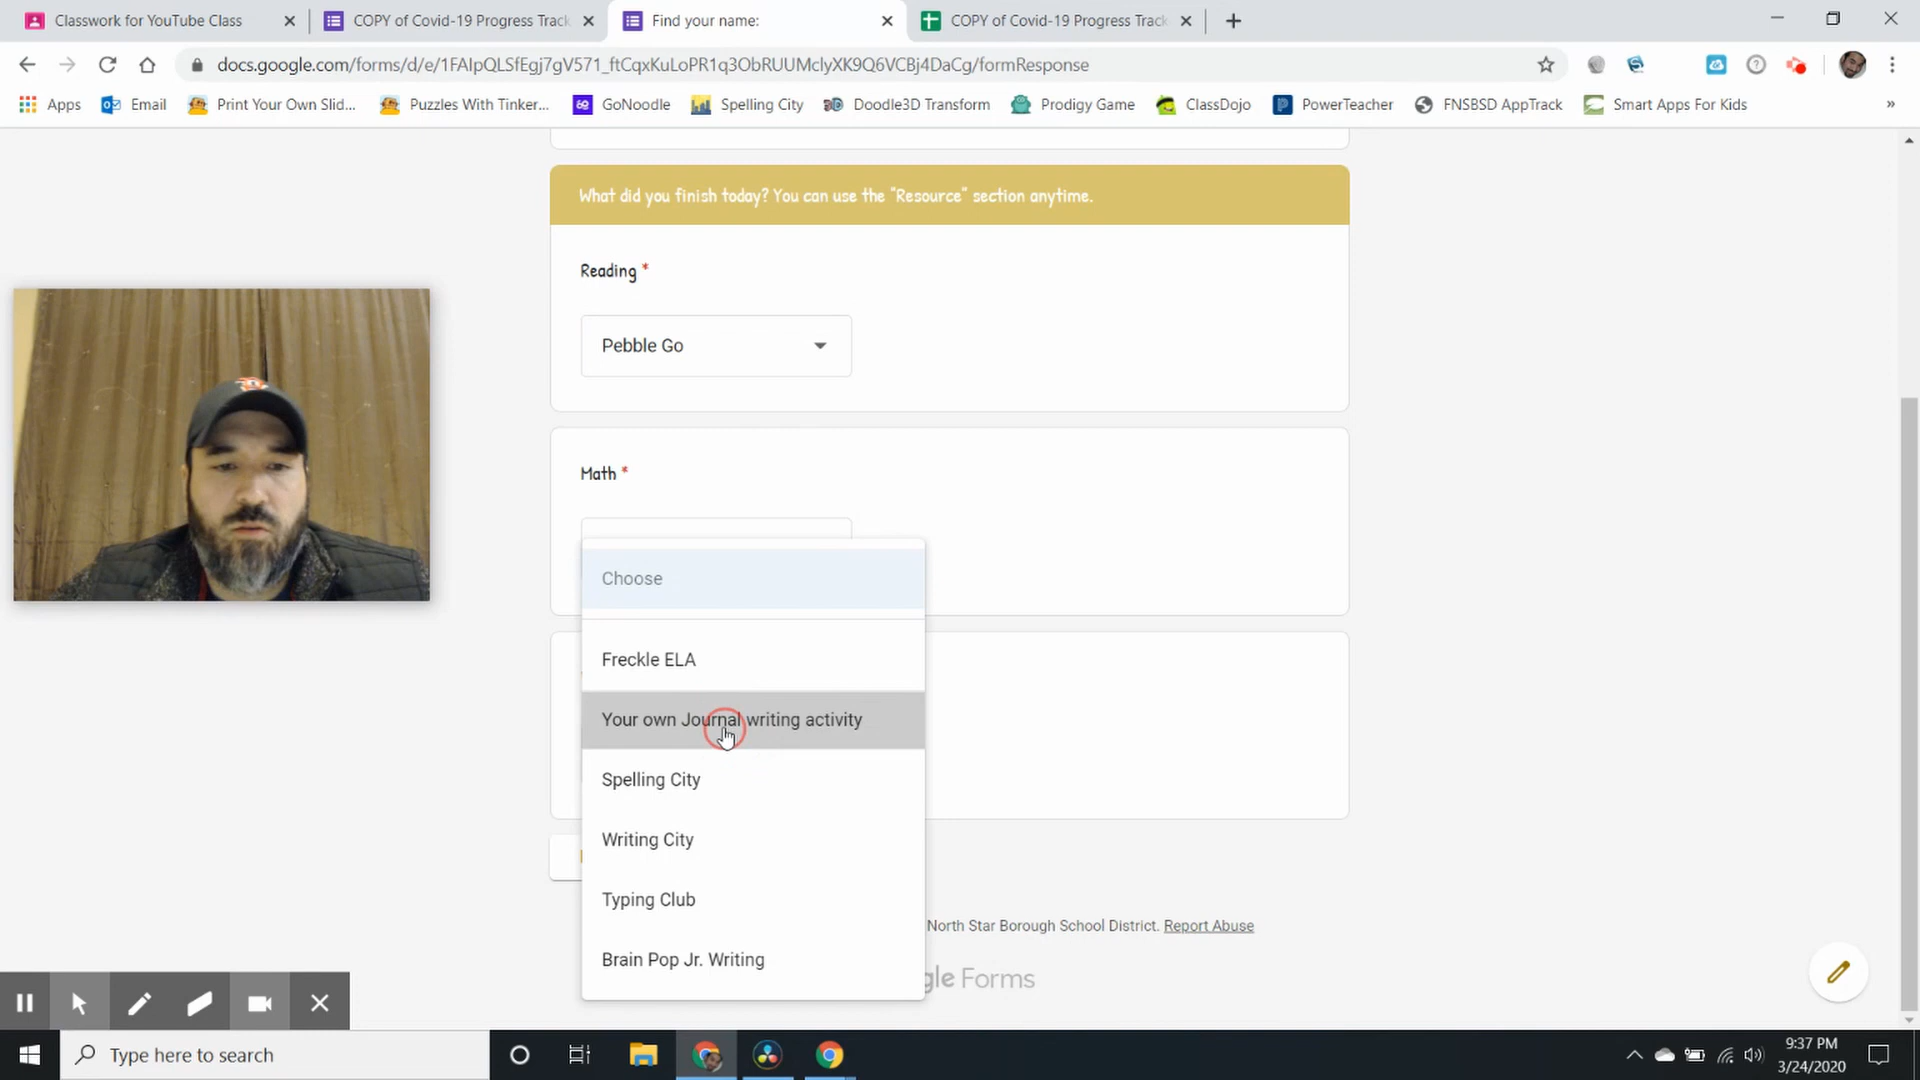 Classwork for YouTube Class
COPY of Covid-19 Progress Track
Find your name:
COPY of Covid-19 Progress Track
docs.google.com/forms/d/e/1FAIpQLSfEgj7gV571_ftCqxKuLoPR1q3ObRUUMclyXK9Q6VCBj4DaCg/formResponse
Apps
Email
Print Your Own Slid...
Puzzles With Tinker...
GoNoodle
Spelling City
Doodle3D Transform
Prodigy Game
ClassDojo
PowerTeacher
FNSBSD AppTrack
Smart Apps For Kids
»
What did you finish today? You can use the "Resource" section anytime.
Reading *
Pebble Go
Math *
Choose
Freckle ELA
Your own Journal writing activity
Spelling City
Writing City
Typing Club
North Star Borough School District. Report Abuse
Brain Pop Jr. Writing
gle Forms
Type here to search
9:37 PM
3/24/2020